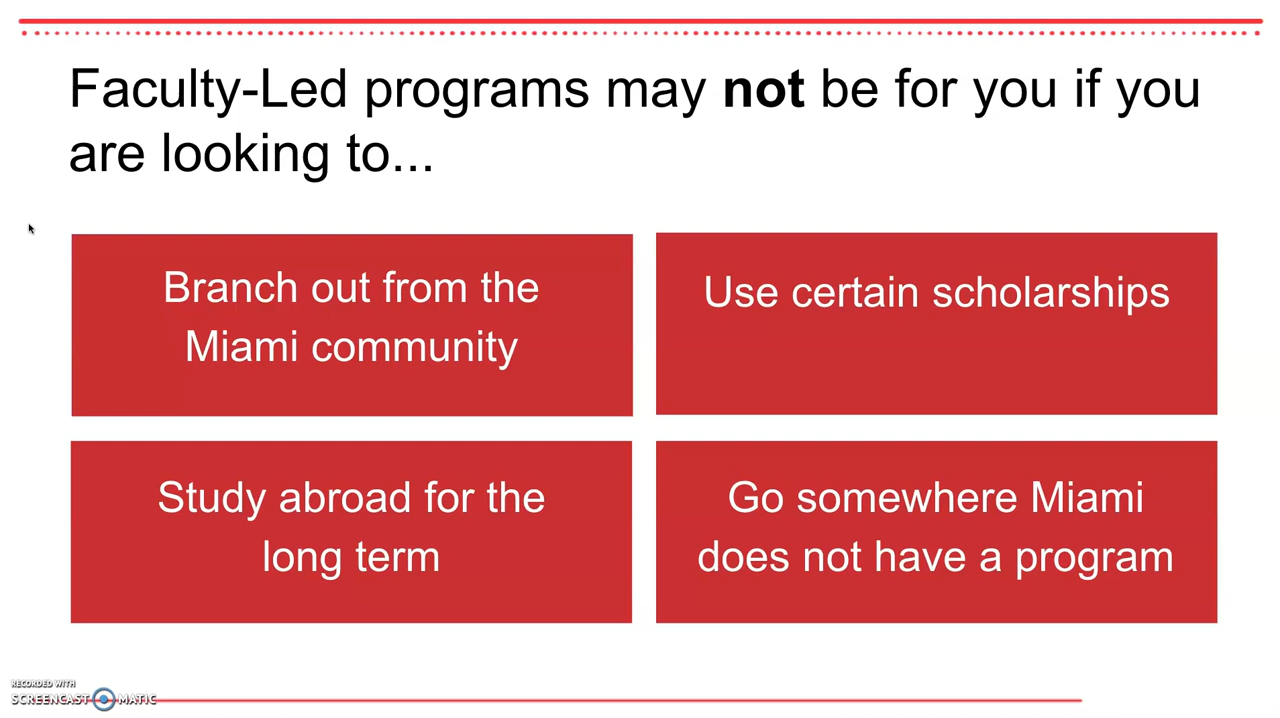 Faculty-Led programs may not be for you if you
are looking to...
Branch out from the
Miami community
Use certain scholarships
Study abroad for the
long term
Go somewhere Miami
does not have a program
RECORDED WITH
SCREENCAST MATIC